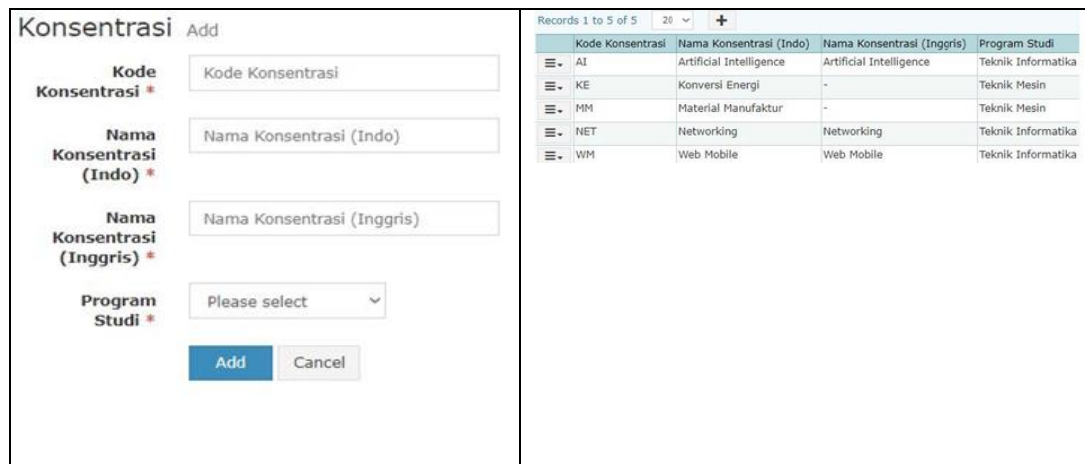 Konsentrasi Add
Kode
Konsentrasi *
Kode Konsentrasi
Nama
Konsentrasi
(Indo) *
Nama Konsentrasi (Indo)
Nama
Konsentrasi
(Inggris) *
Nama Konsentrasi (Inggris)
Program
Studi *
Please select
Add Cancel
Records 1 to 5 of 5 20
Kode Konsentrasi Nama Konsentrasi (Indo) Nama Konsentrasi (Inggris) Program Studi
AI Artificial Intelligence Artificial Intelligence Teknik Informatika
KE Konversi Energi - Teknik Mesin
MM Material Manufaktur - Teknik Mesin
NET Networking Networking Teknik Informatika
WM Web Mobile Web Mobile Teknik Informatika